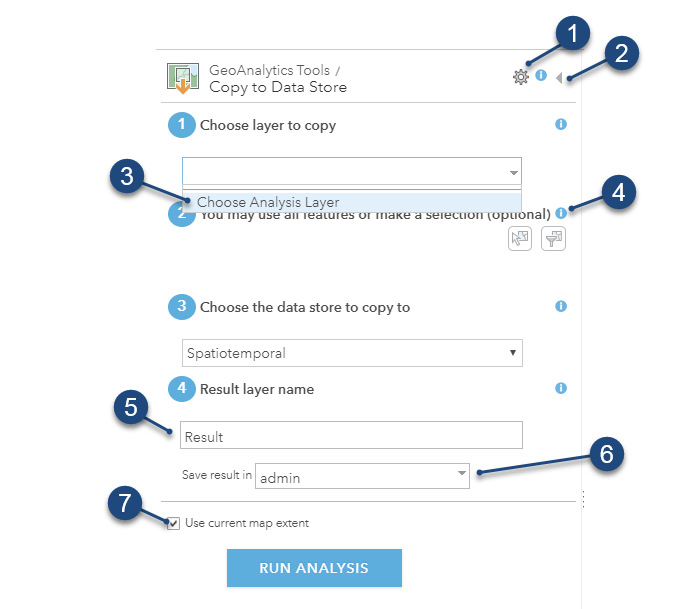 1
2
GeoAnalytics Tools /
Copy to Data Store
1 Choose layer to copy
3
Choose Analysis Layer
4
2 You may use all features or make a selection (optional)
3 Choose the data store to copy to
Spatiotemporal
4 Result layer name
5
Result
6
Save result in admin
7
Use current map extent
RUN ANALYSIS